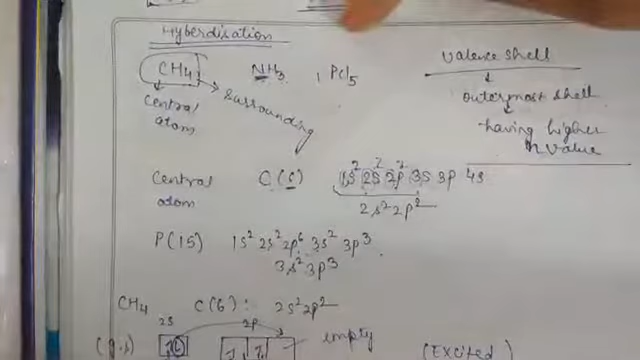 Hyberdisation
CH4 NH3 , PCl5
Central atom
surrounding
valence shell
outermost shell
having higher
n value
Central atom C(6) 1s² 2s² 2p² 3s 3p 4s
2s² 2p²
P(15) 1s² 2s² 2p⁶ 3s² 3p³
3s² 3p³
CH4 C(6): 2s² 2p²
2s 2p
empty
(Excited)